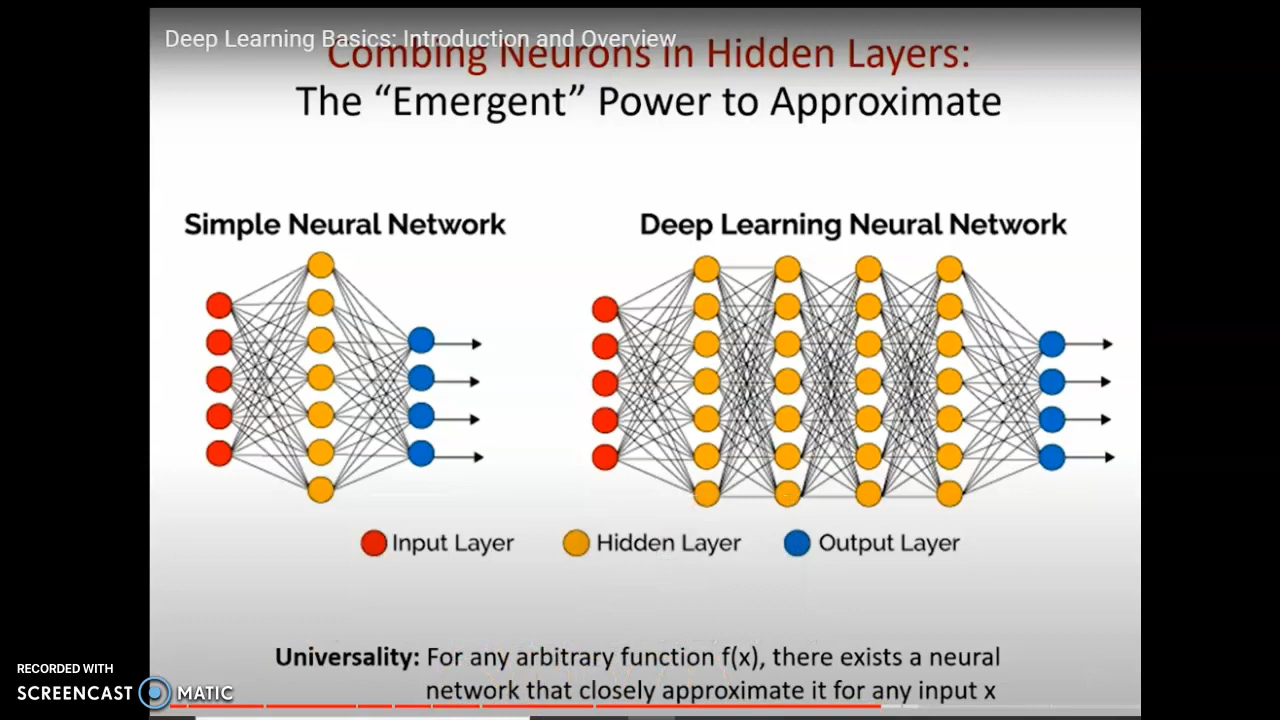 Deep Learning Basics: Introduction and Overview
Combing Neurons in Hidden Layers:
The “Emergent” Power to Approximate
Simple Neural Network
Deep Learning Neural Network
Input Layer
Hidden Layer
Output Layer
Universality: For any arbitrary function f(x), there exists a neural
network that closely approximate it for any input x
RECORDED WITH
SCREENCAST MATIC